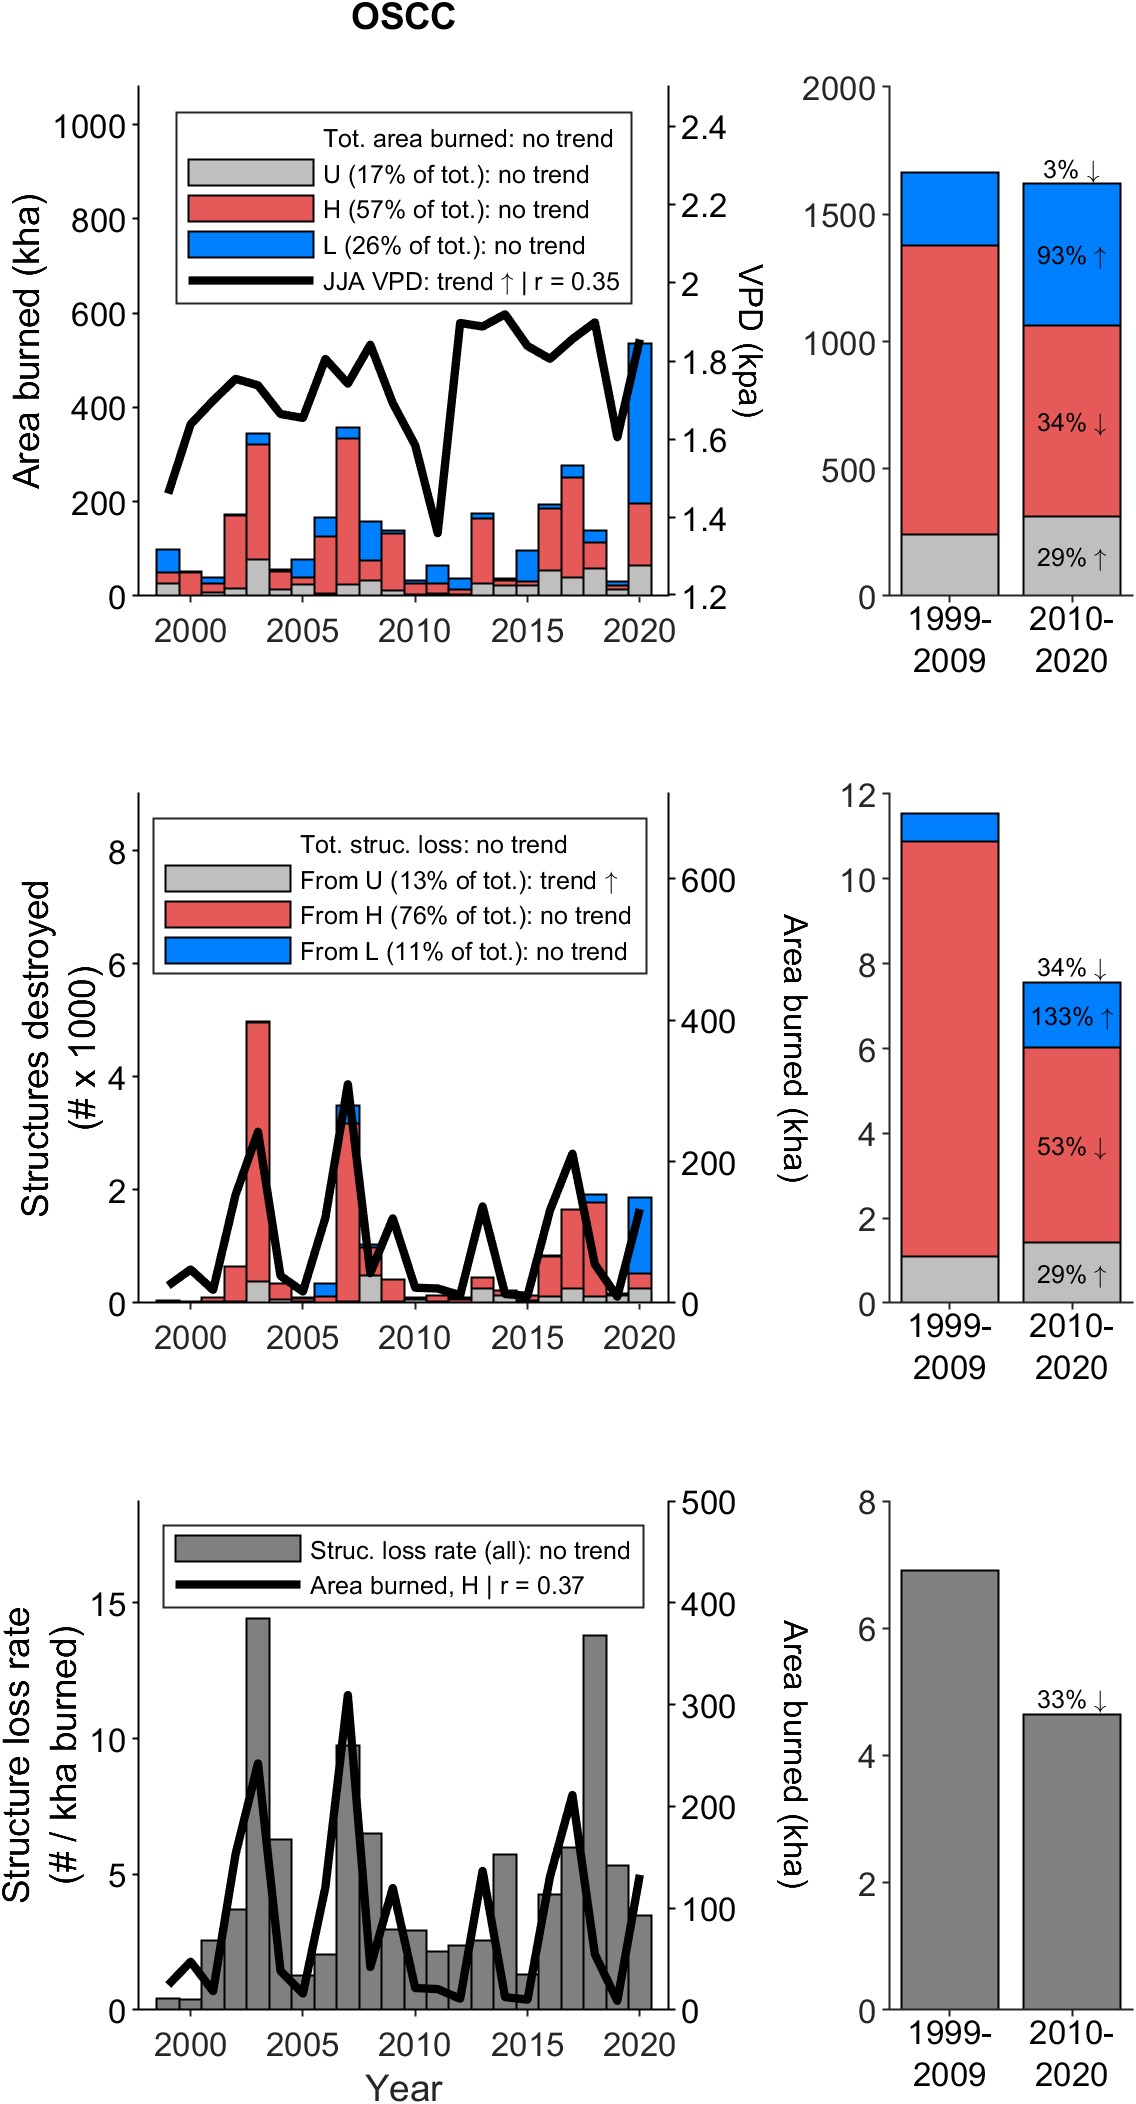 OSCC
Area burned (kha)
1000
800
600
400
200
0
Tot. area burned: no trend
U (17% of tot.): no trend
H (57% of tot.): no trend
L (26% of tot.): no trend
JJA VPD: trend ↑ | r = 0.35
2.4
2.2
2
1.8
1.6
1.4
1.2
VPD (kpa)
2000 2005 2010 2015 2020
2000
1500
1000
500
0
3% ↓
93% ↑
34% ↓
29% ↑
1999- 2010-
2009 2020
Structures destroyed
(# x 1000)
8
6
4
2
0
Tot. struc. loss: no trend
From U (13% of tot.): trend ↑
From H (76% of tot.): no trend
From L (11% of tot.): no trend
600
400
200
0
Area burned (kha)
2000 2005 2010 2015 2020
12
10
8
6
4
2
0
34% ↓
133% ↑
53% ↓
29% ↑
1999- 2010-
2009 2020
Structure loss rate
(# / kha burned)
15
10
5
0
Struc. loss rate (all): no trend
Area burned, H | r = 0.37
500
400
300
200
100
0
Area burned (kha)
2000 2005 2010 2015 2020
Year
8
6
4
2
0
33% ↓
1999- 2010-
2009 2020